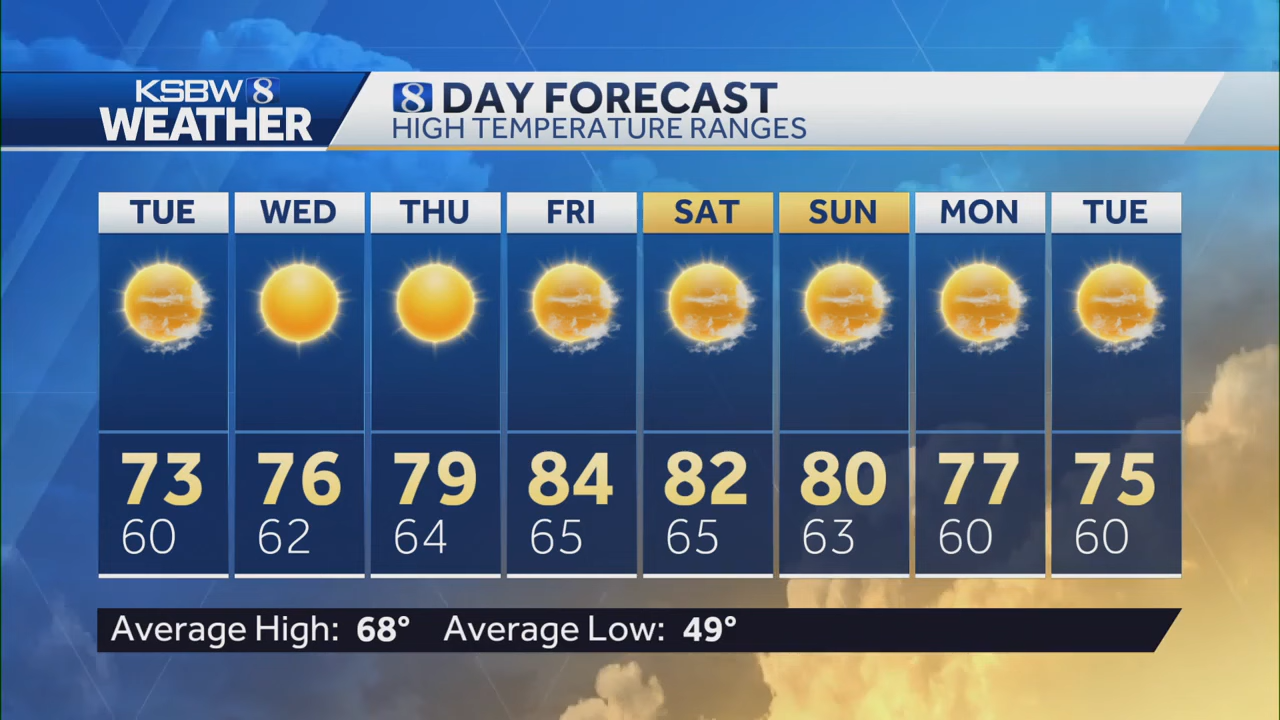 KSBW 8
WEATHER
8 DAY FORECAST
HIGH TEMPERATURE RANGES
TUE WED THU FRI SAT SUN MON TUE
73 76 79 84 82 80 77 75
60 62 64 65 65 63 60 60
Average High: 68° Average Low: 49°